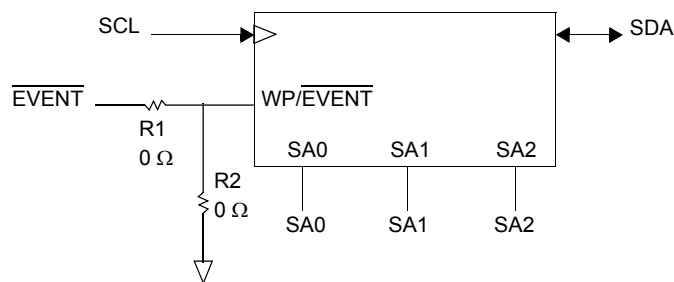 SCL
SDA
EVENT
WP/EVENT
R1
0 Ω
SA0 SA1 SA2
R2
0 Ω
SA0 SA1 SA2